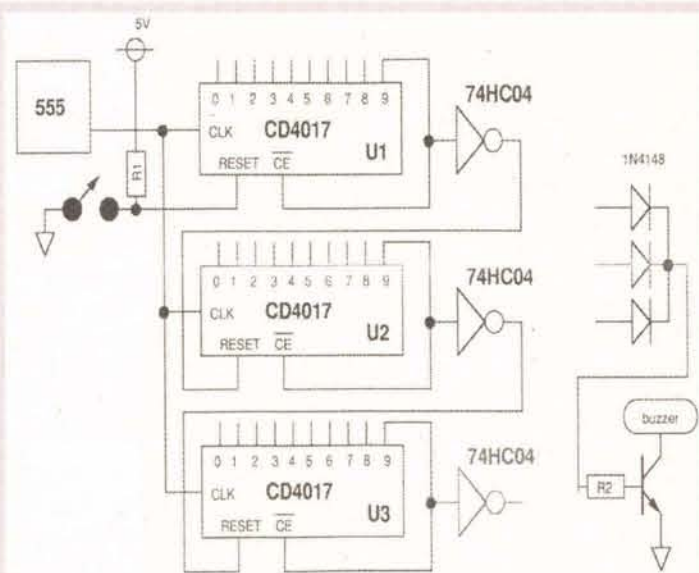 5V
555
0 1 2 3 4 5 6 7 8 9
CLK
CD4017
U1
RESET
CE
74HC04
R1
1N4148
0 1 2 3 4 5 6 7 8 9
CLK
CD4017
U2
RESET
CE
74HC04
0 1 2 3 4 5 6 7 8 9
CLK
CD4017
U3
RESET
CE
74HC04
buzzer
R2